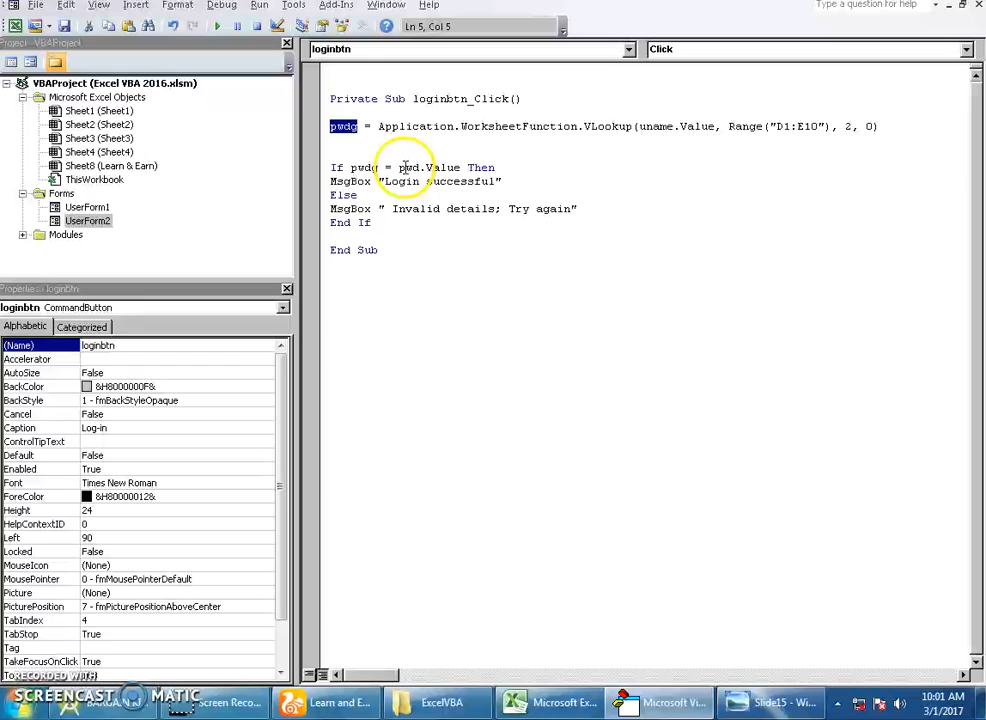 File Edit View Insert Format Debug Run Tools Add-Ins Window Help
Type a question for help
Ln 5, Col 5
Project - VBAProject
loginbtn
Click
VBAProject (Excel VBA 2016.xlsm)
Microsoft Excel Objects
Sheet1 (Sheet1)
Sheet2 (Sheet2)
Sheet3 (Sheet3)
Sheet4 (Sheet4)
Sheet8 (Learn & Earn)
ThisWorkbook
Forms
UserForm1
UserForm2
Modules
Private Sub loginbtn_Click()
pwdg = Application.WorksheetFunction.VLookup(uname.Value, Range("D1:E10"), 2, 0)
If pwdg = pwd.Value Then
MsgBox "Login successful"
Else
MsgBox " Invalid details; Try again"
End If
End Sub
Properties - loginbtn
loginbtn CommandButton
Alphabetic Categorized
(Name) loginbtn
Accelerator
AutoSize False
BackColor &H8000000F&
BackStyle 1 - fmBackStyleOpaque
Cancel False
Caption Log-in
ControlTipText
Default False
Enabled True
Font Times New Roman
ForeColor &H80000012&
Height 24
HelpContextID 0
Left 90
Locked False
MouseIcon (None)
MousePointer 0 - fmMousePointerDefault
Picture (None)
PicturePosition 7 - fmPicturePositionAboveCenter
TabIndex 4
TabStop True
Tag
TakeFocusOnClick True
RECORDED WITH
SCREENCAST MATIC
Screen Reco...
Learn and E...
ExcelVBA
Microsoft Ex...
Microsoft Vi...
Slide15 - Wi...
10:01 AM
3/1/2017